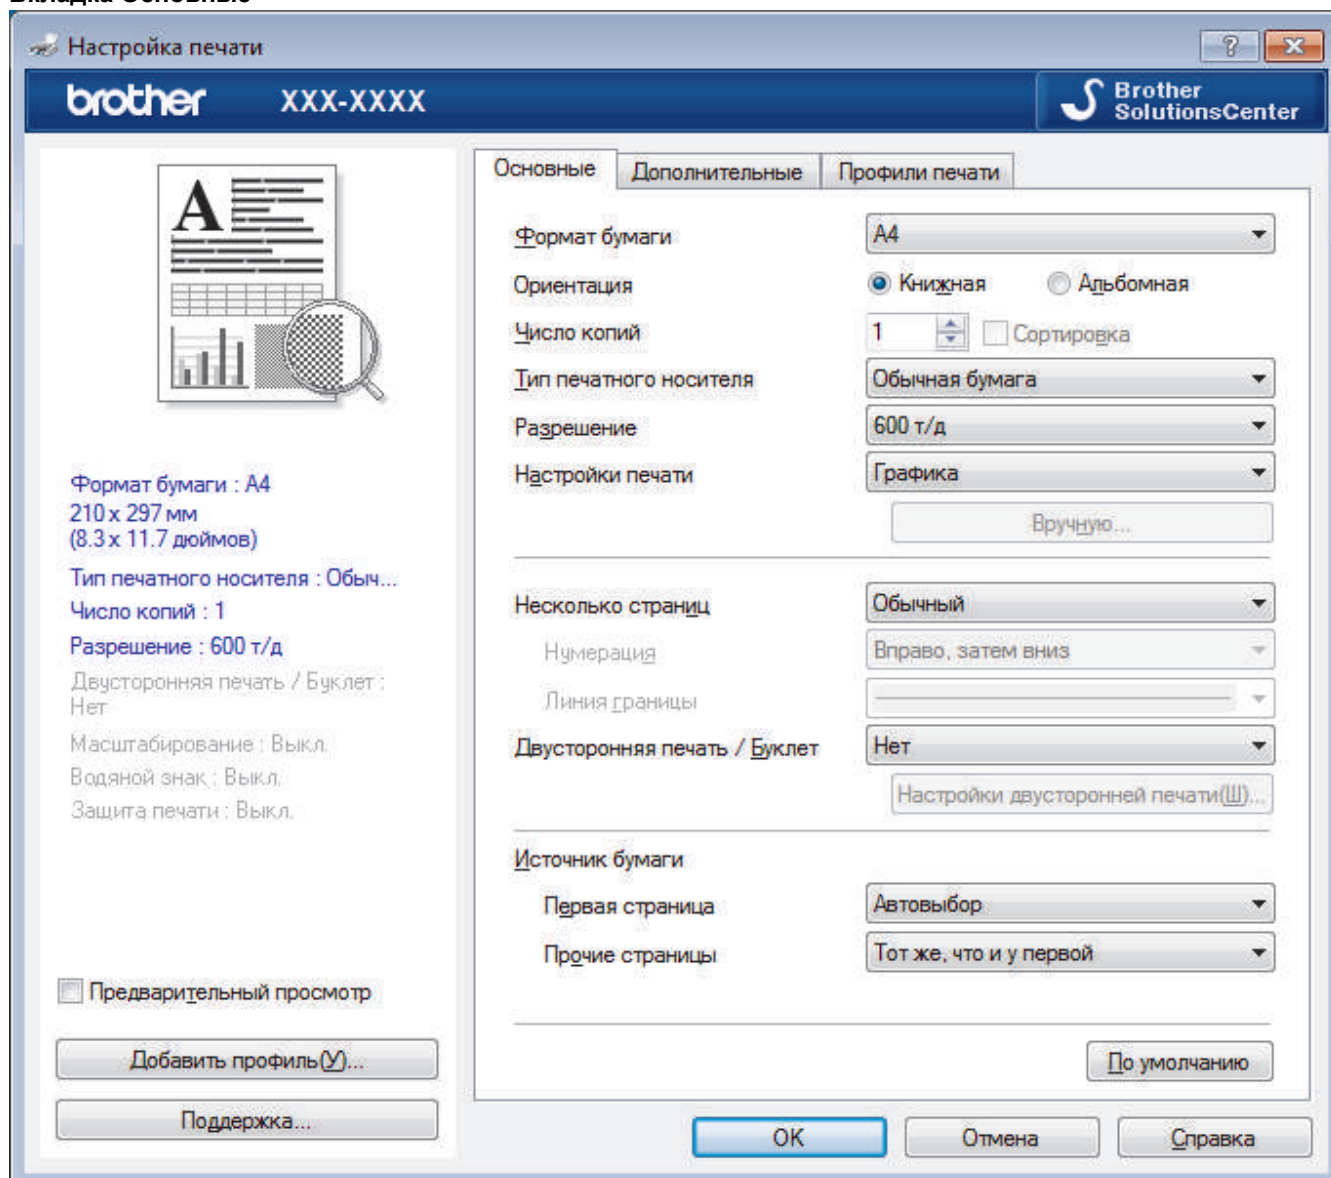 Вкладка Основные
Настройка печати
brother XXX-XXXX
Brother
SolutionsCenter
A
Формат бумаги : A4
210 x 297 мм
(8.3 x 11.7 дюймов)
Тип печатного носителя : Обыч...
Число копий : 1
Разрешение : 600 т/д
Двусторонняя печать / Буклет :
Нет
Масштабирование : Выкл.
Водяной знак : Выкл.
Защита печати : Выкл.
Предварительный просмотр
Добавить профиль(У)...
Поддержка...
Основные Дополнительные Профили печати
Формат бумаги A4
Ориентация Книжная Альбомная
Число копий 1 Сортировка
Тип печатного носителя Обычная бумага
Разрешение 600 т/д
Настройки печати Графика
Вручную...
Несколько страниц Обычный
Нумерация Вправо, затем вниз
Линия границы
Двусторонняя печать / Буклет Нет
Настройки двусторонней печати(Ш)...
Источник бумаги
Первая страница Автовыбор
Прочие страницы Тот же, что и у первой
По умолчанию
OK Отмена Справка